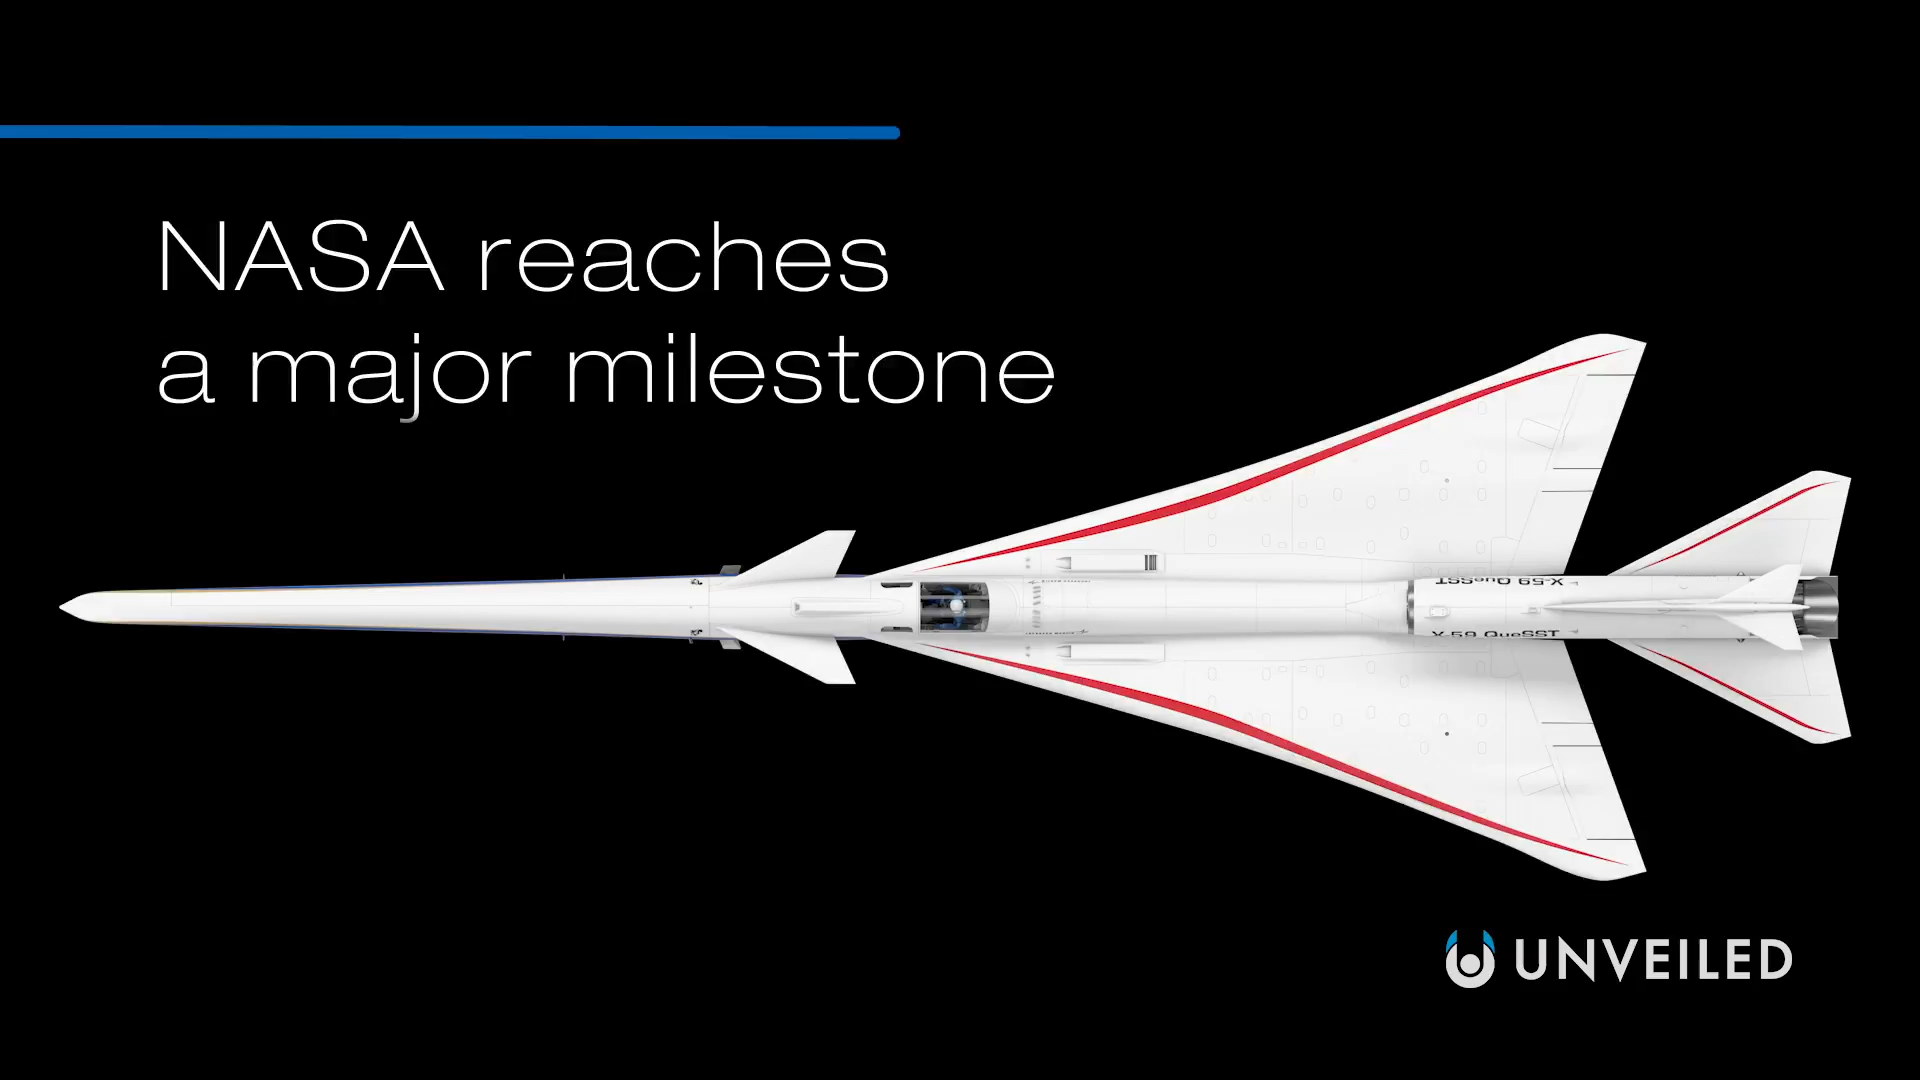 NASA reaches
a major milestone
X-59 QueSST
X-59 QueSST
UNVEILED